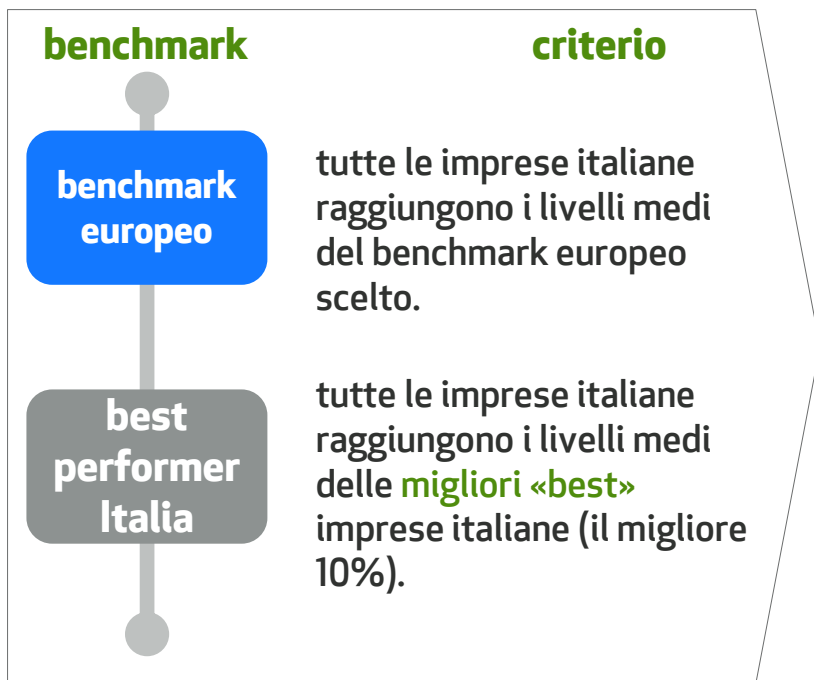 benchmark
criterio
benchmark
europeo
tutte le imprese italiane
raggiungono i livelli medi
del benchmark europeo
scelto.
best
performer
Italia
tutte le imprese italiane
raggiungono i livelli medi
delle migliori «best»
imprese italiane (il migliore
10%).